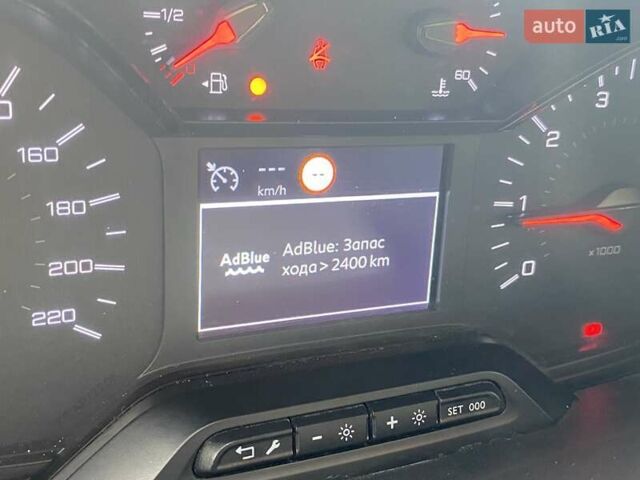 1/2
auto RIA .com
60
3
2
160
--- --
km/h
1
180
AdBlue AdBlue: Запас
хода > 2400 km
x1000
200
0
220
SET 000
- +